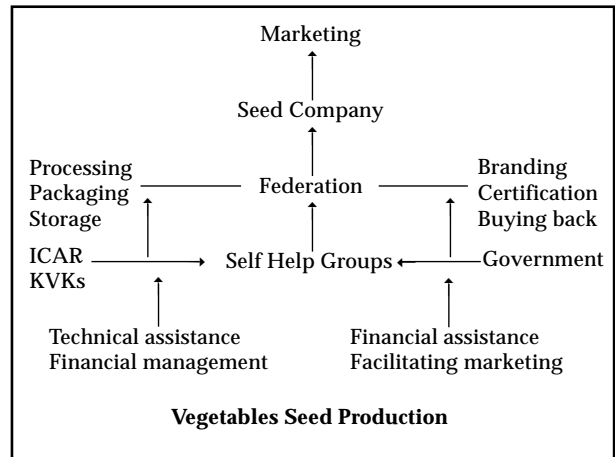 Marketing
Seed Company
Processing
Packaging
Storage
Federation
Branding
Certification
Buying back
ICAR
KVKs
Self Help Groups
Government
Technical assistance
Financial management
Financial assistance
Facilitating marketing
Vegetables Seed Production